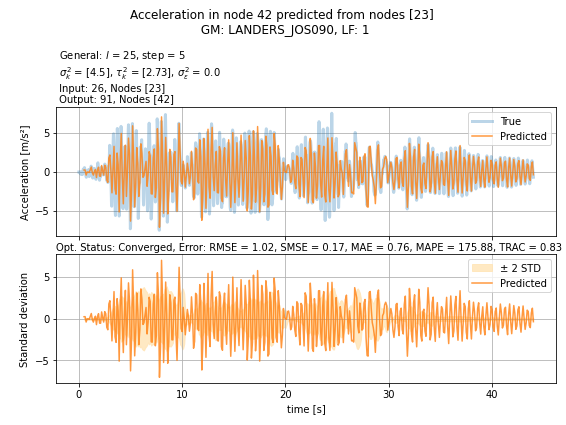 Acceleration in node 42 predicted from nodes [23]
GM: LANDERS_JOS090, LF: 1
General: l = 25, step = 5
σ²ₖ = [4.5], τ²ₖ = [2.73], σ²ε = 0.0
Input: 26, Nodes [23]
Output: 91, Nodes [42]
Acceleration [m/s²]
5
0
−5
True
Predicted
Opt. Status: Converged, Error: RMSE = 1.02, SMSE = 0.17, MAE = 0.76, MAPE = 175.88, TRAC = 0.83
Standard deviation
5
0
−5
± 2 STD
Predicted
0 10 20 30 40
time [s]